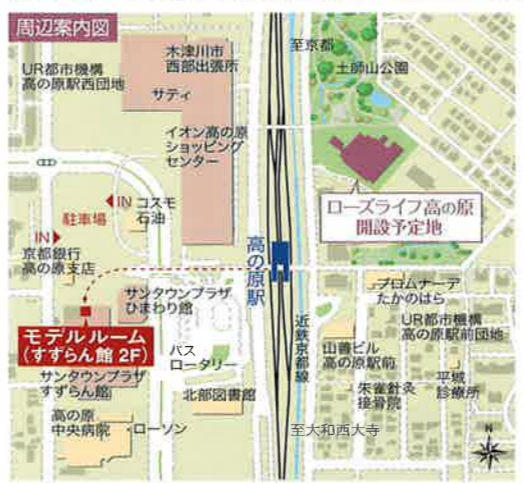 周辺案内図
木津川市
西部出張所
至京都
土師山公園
UR都市機構
高の原駅西団地
サティ
イオン高の原
ショッピング
センター
IN
コスモ
石油
駐車場
IN
京都銀行
高の原支店
ローズライフ高の原
開設予定地
高の原駅
サンタウンプラザ
ひまわり館
プロムナーデ
たかのはら
モデルルーム
(すずらん館 2F)
バス
ロータリー
近鉄京都線
UR都市機構
高の原駅前団地
山善ビル
高の原駅前
サンタウンプラザ
すずらん館
北部図書館
朱雀針灸
接骨院
平城
診療所
高の原
中央病院
ローソン
至大和西大寺
N